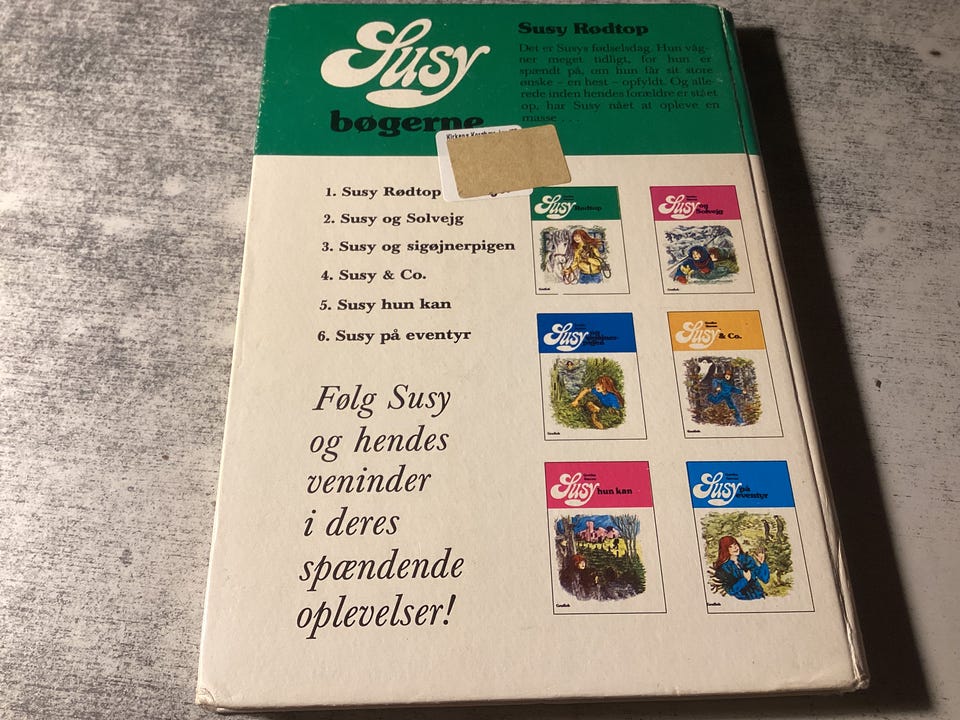 Susy
bøgerne
Susy Rødtop
Det er Susys fødselsdag. Hun våg-
ner meget tidligt, for hun er
spændt på, om hun får sit store
ønske – en hest – opfyldt. Og alle-
rede inden hendes forældre er stået
op, har Susy nået at opleve en
masse . . .
1. Susy Rødtop
2. Susy og Solvejg
3. Susy og sigøjnerpigen
4. Susy & Co.
5. Susy hun kan
6. Susy på eventyr
Følg Susy
og hendes
veninder
i deres
spændende
oplevelser!
Susy Rødtop
Susy og
Solvejg
Susy og
sigøjner-
pigen
Susy & Co.
Susy hun kan
Susy på
eventyr